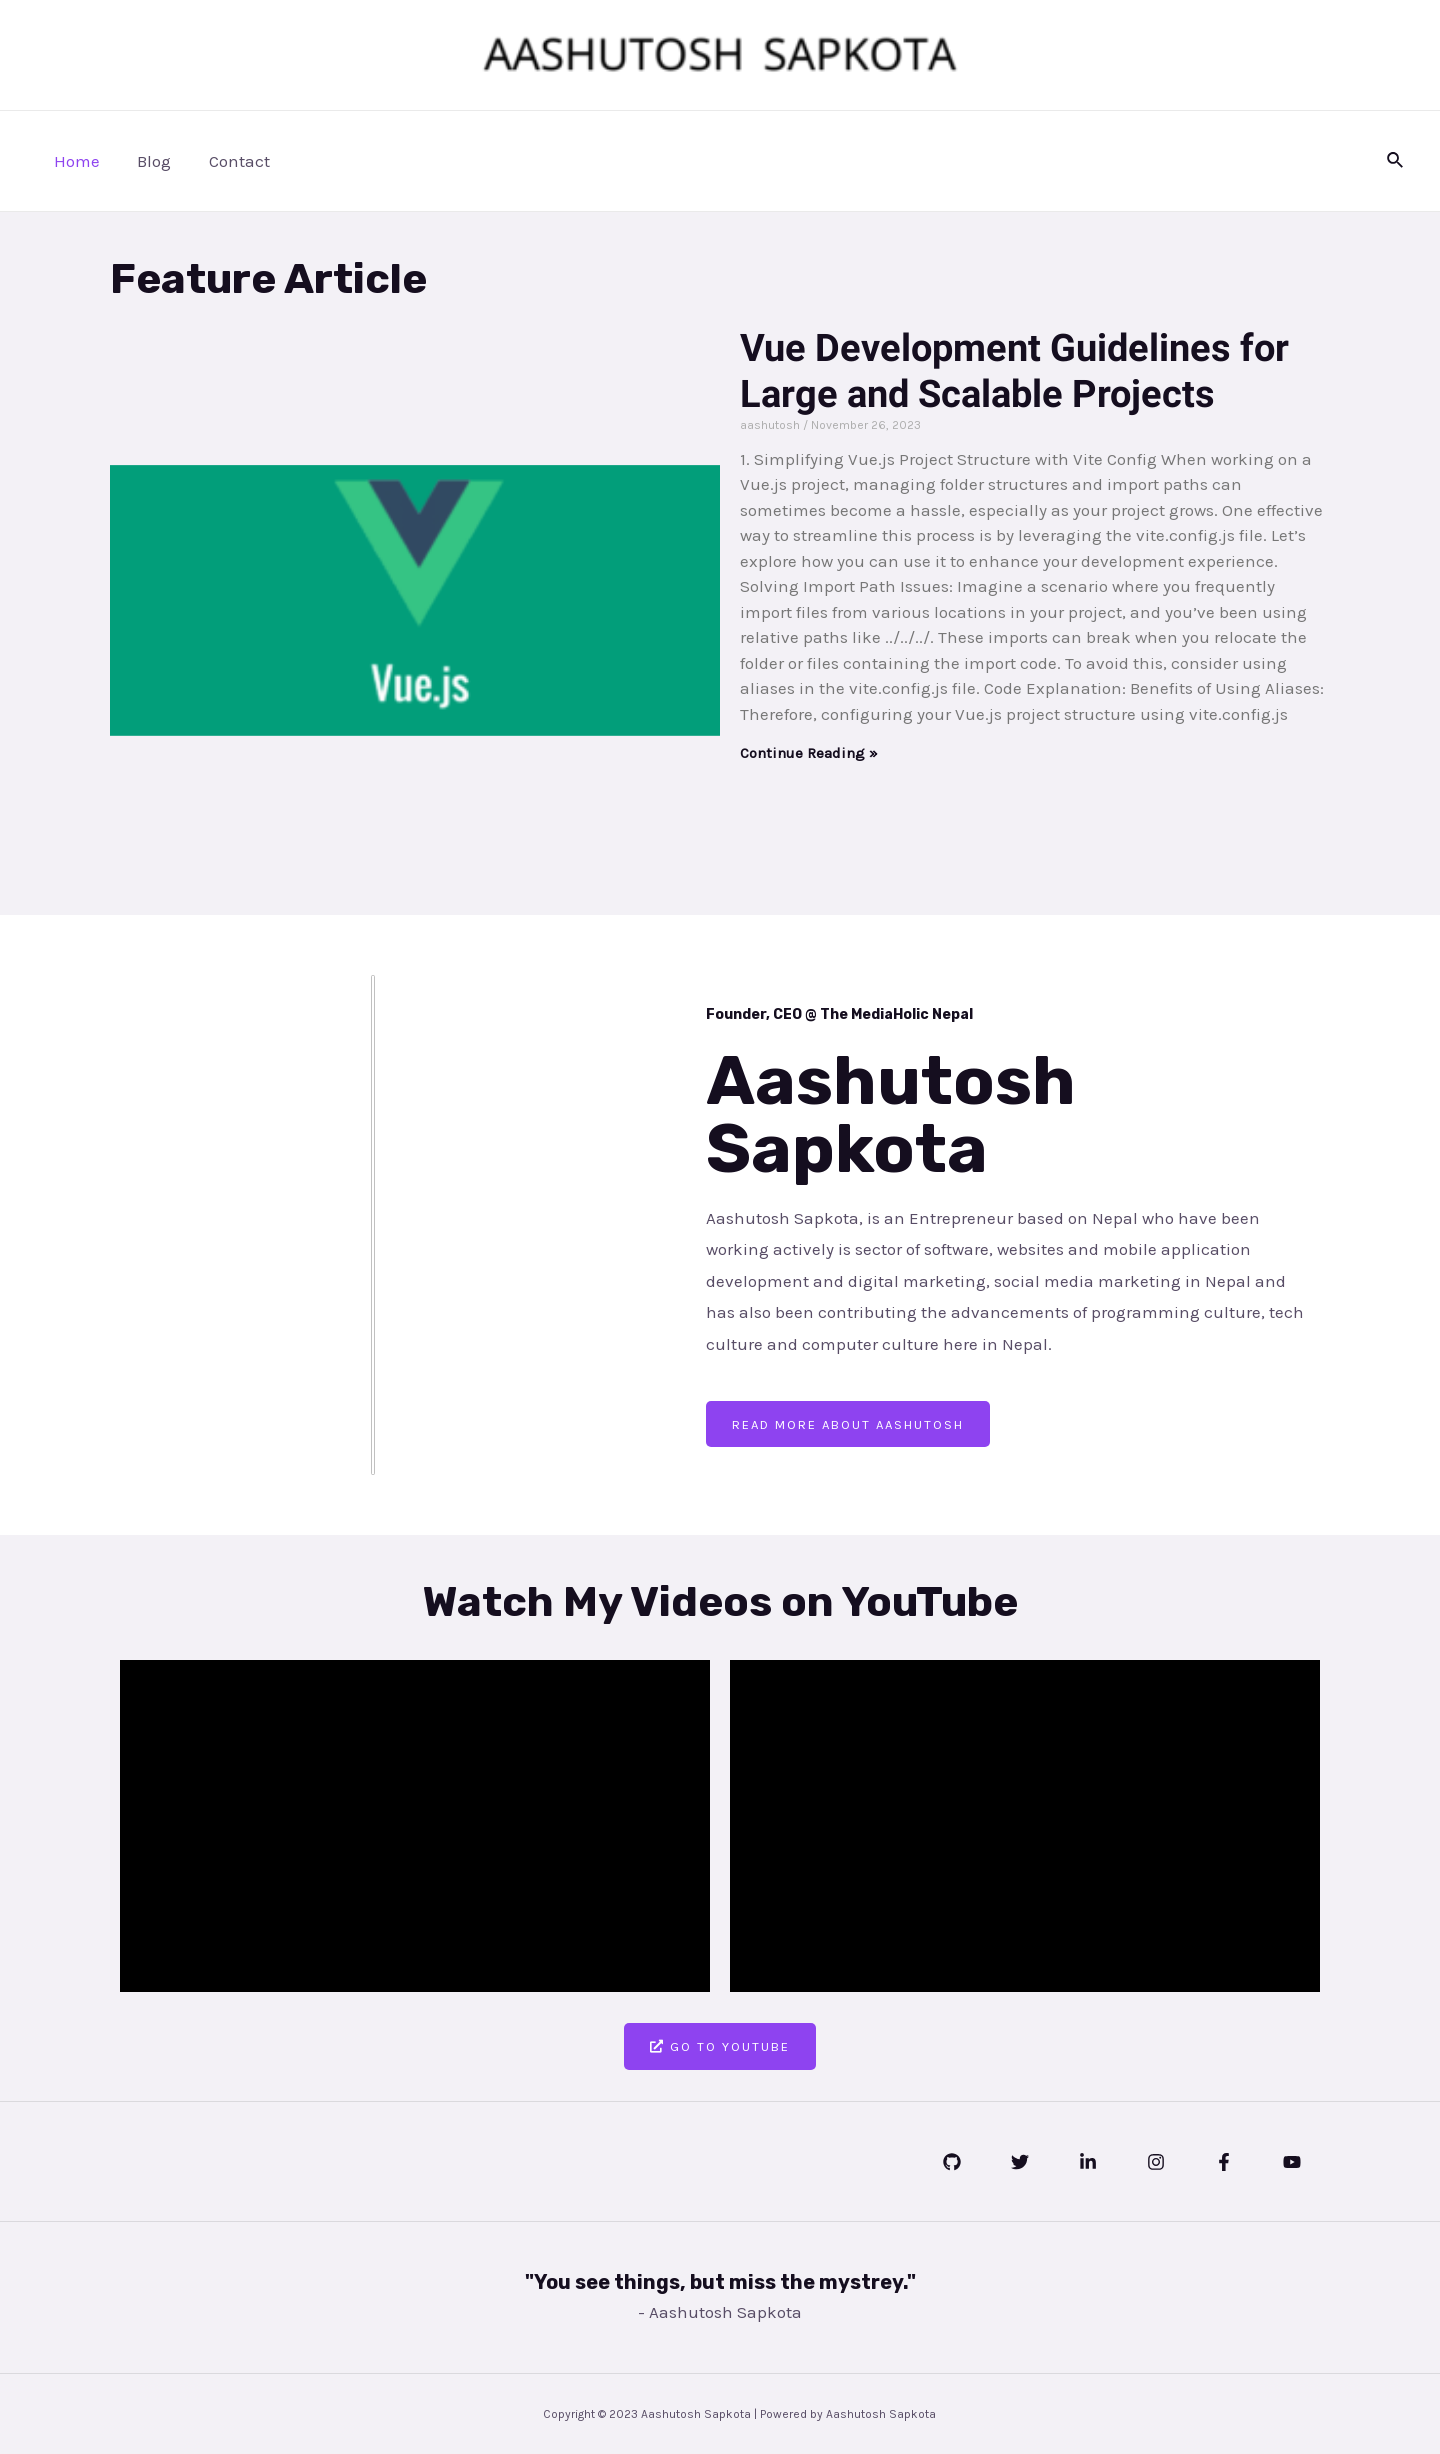 AASHUTOSH SAPKOTA
Home Blog Contact
Feature Article
Vue.js
Vue Development Guidelines for
Large and Scalable Projects
aashutosh / November 26, 2023
1. Simplifying Vue.js Project Structure with Vite Config When working on a
Vue.js project, managing folder structures and import paths can
sometimes become a hassle, especially as your project grows. One effective
way to streamline this process is by leveraging the vite.config.js file. Let’s
explore how you can use it to enhance your development experience.
Solving Import Path Issues: Imagine a scenario where you frequently
import files from various locations in your project, and you’ve been using
relative paths like ../../../. These imports can break when you relocate the
folder or files containing the import code. To avoid this, consider using
aliases in the vite.config.js file. Code Explanation: Benefits of Using Aliases:
Therefore, configuring your Vue.js project structure using vite.config.js
Continue Reading »
Founder, CEO @ The MediaHolic Nepal
Aashutosh
Sapkota
Aashutosh Sapkota, is an Entrepreneur based on Nepal who have been
working actively is sector of software, websites and mobile application
development and digital marketing, social media marketing in Nepal and
has also been contributing the advancements of programming culture, tech
culture and computer culture here in Nepal.
READ MORE ABOUT AASHUTOSH
Watch My Videos on YouTube
GO TO YOUTUBE
"You see things, but miss the mystrey."
- Aashutosh Sapkota
Copyright © 2023 Aashutosh Sapkota | Powered by Aashutosh Sapkota